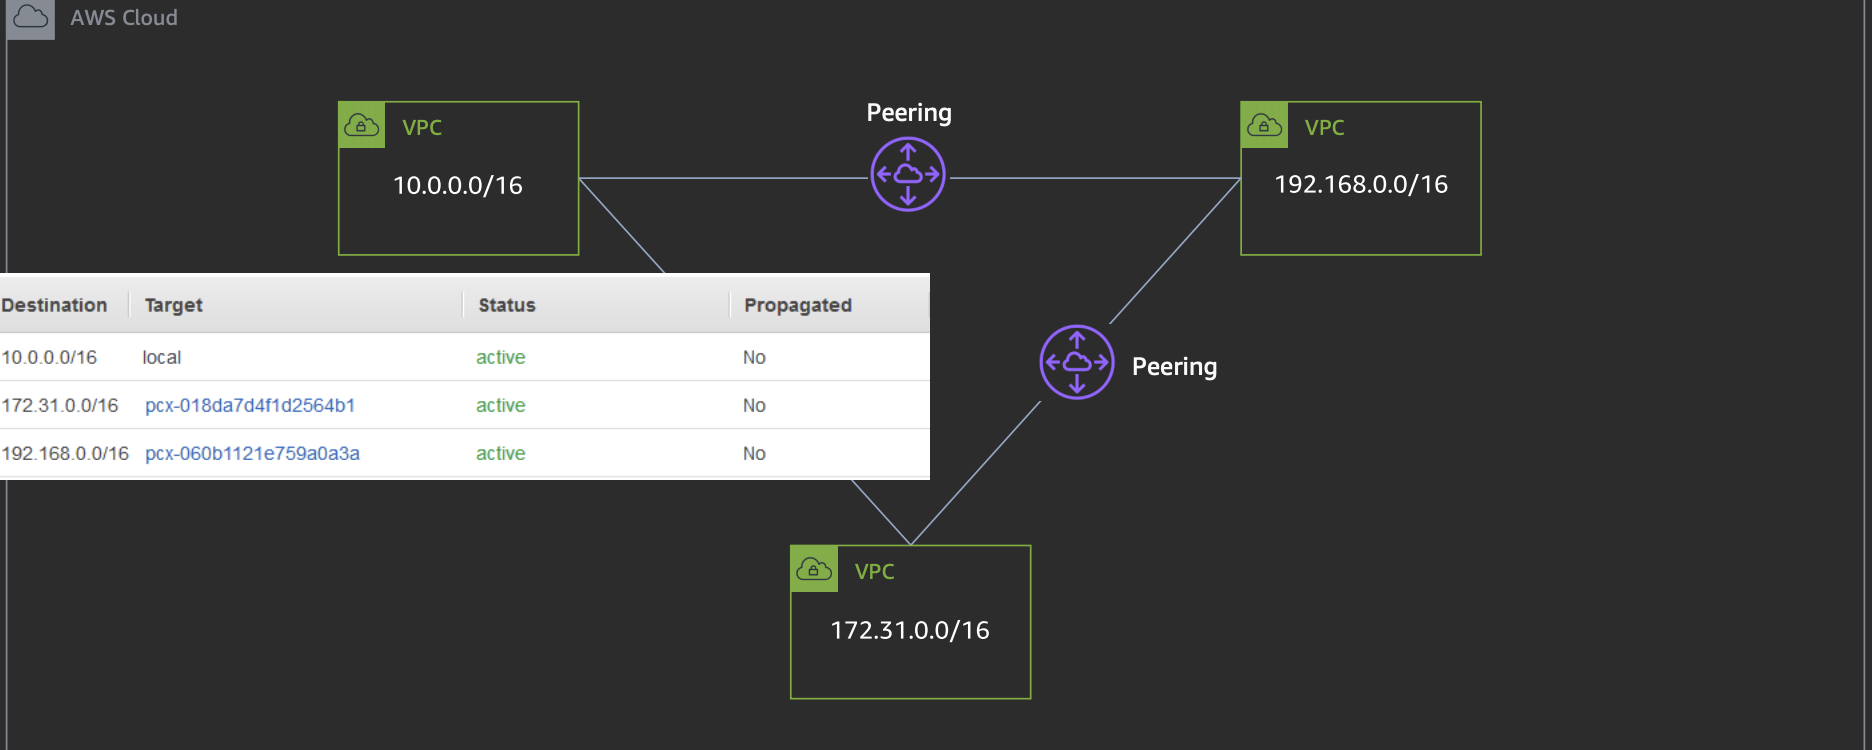 AWS Cloud
Peering
VPC
10.0.0.0/16
VPC
192.168.0.0/16
Destination Target Status Propagated
10.0.0.0/16 local active No
172.31.0.0/16 pcx-018da7d4f1d2564b1 active No
192.168.0.0/16 pcx-060b1121e759a0a3a active No
Peering
VPC
172.31.0.0/16